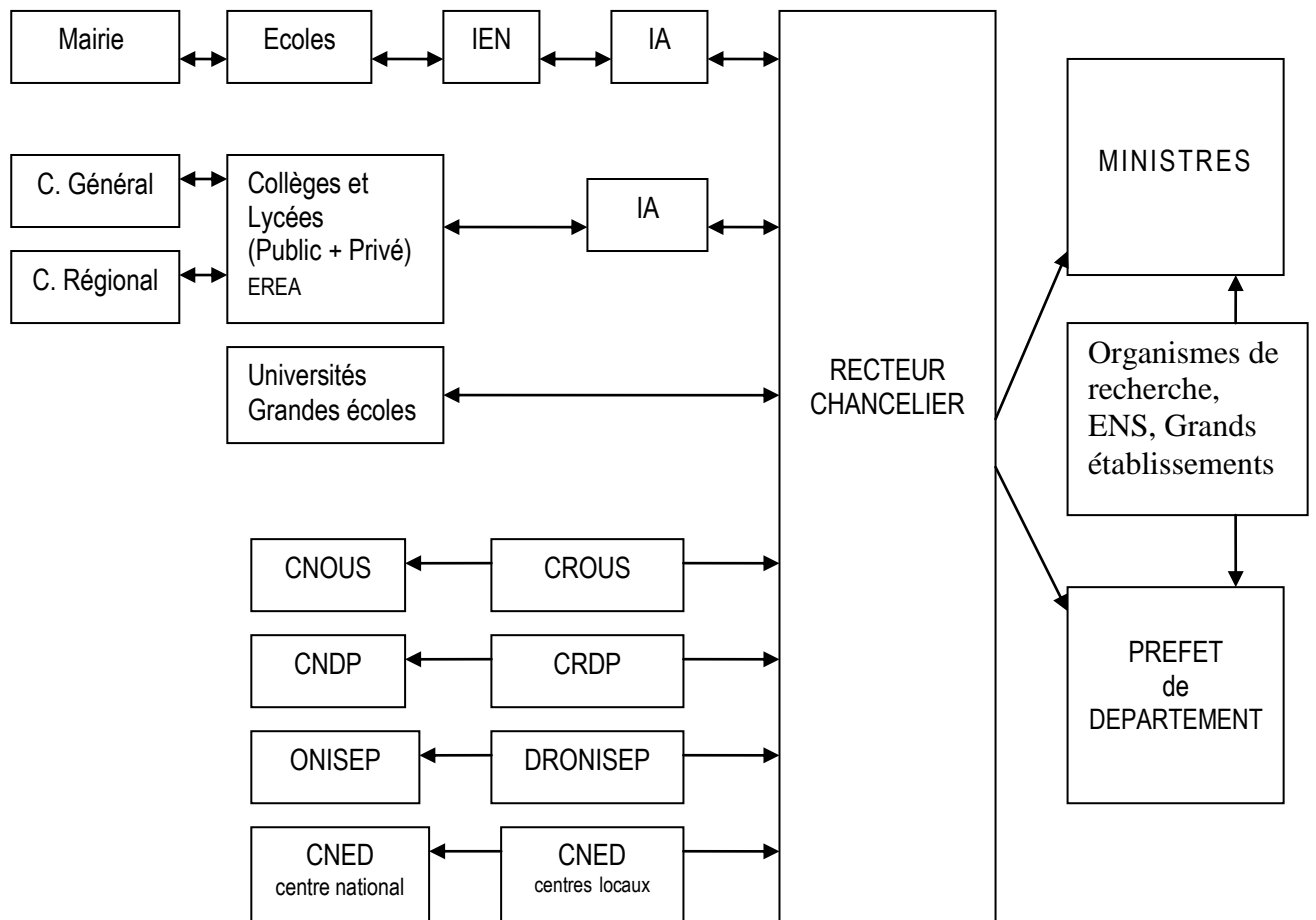 Mairie
Ecoles
IEN
IA
MINISTRES
C. Général
C. Régional
Collèges et
Lycées
(Public + Privé)
EREA
IA
Universités
Grandes écoles
RECTEUR
CHANCELIER
Organismes de
recherche,
ENS, Grands
établissements
CNOUS
CROUS
CNDP
CRDP
ONISEP
DRONISEP
CNED
centre national
CNED
centres locaux
PREFET
de
DEPARTEMENT